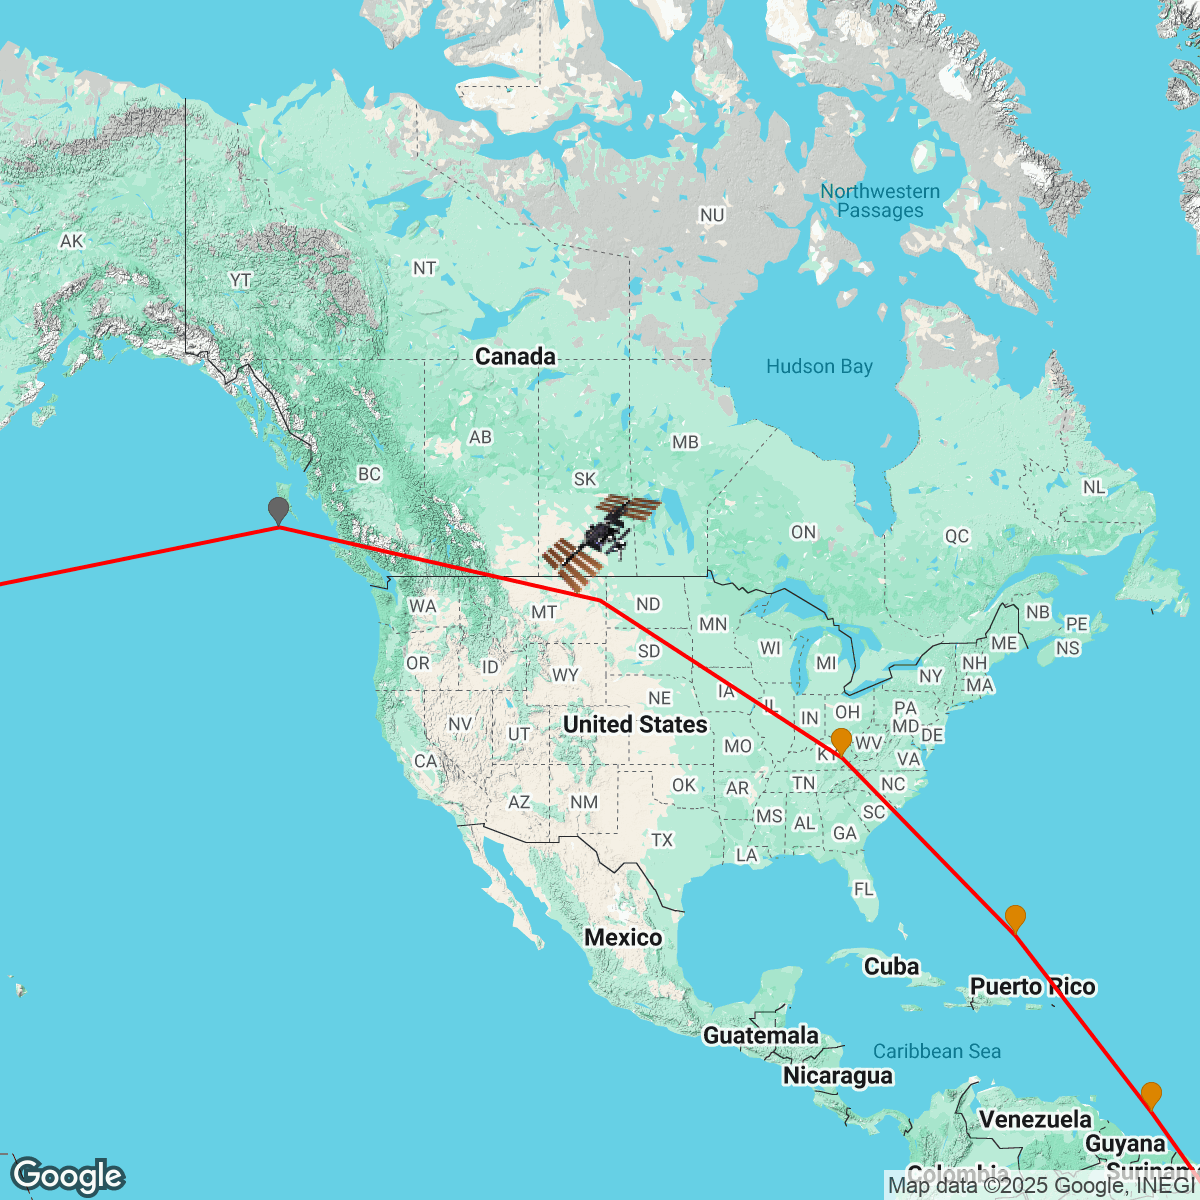 Northwestern
Passages
NU
AK
NT
YT
Canada
Hudson Bay
AB
MB
BC
SK
NL
ON
QC
WA
MT
ND
MN
NB
PE
ME
NS
OR
ID
SD
WI
MI
NH
WY
NY
MA
NE
IA
IL
IN
OH
PA
NV
United States
MD
UT
DE
MO
WV
KY
CA
VA
OK
AR
TN
NC
AZ
NM
MS
AL
SC
TX
GA
LA
FL
Mexico
Cuba
Puerto Rico
Guatemala
Caribbean Sea
Nicaragua
Venezuela
Guyana
Colombia
Surinam
Google
Map data ©2025 Google, INEGI